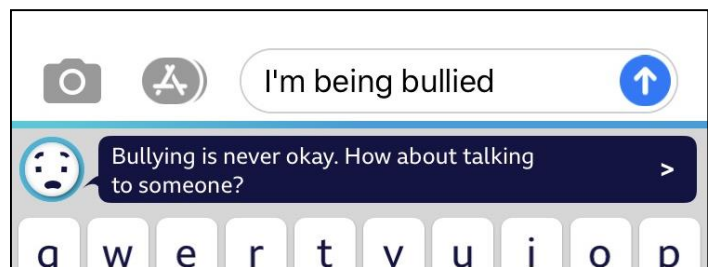 I'm being bullied
Bullying is never okay. How about talking
to someone?
>
q w e r t y u i o p